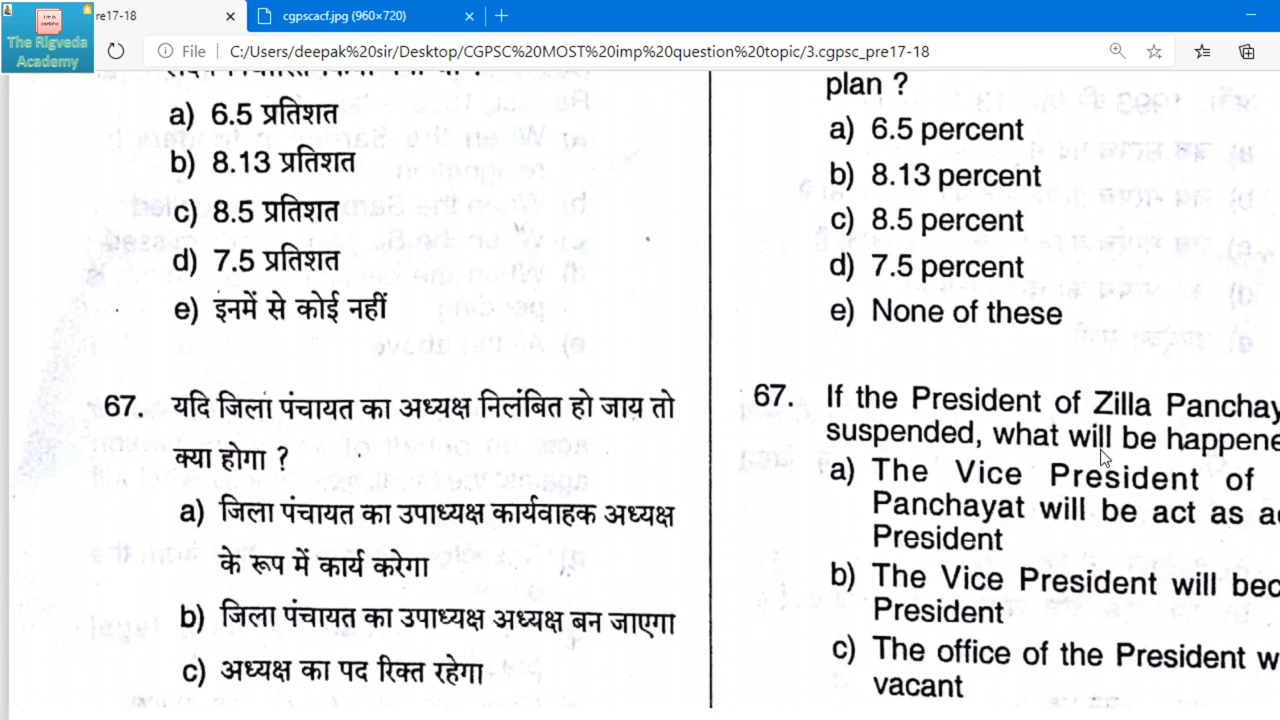 re17-18
cgpscacf.jpg (960×720)
The Rigveda
Academy
File
C:/Users/deepak%20sir/Desktop/CGPSC%20MOST%20imp%20question%20topic/3.cgpsc_pre17-18
a) 6.5 प्रतिशत
b) 8.13 प्रतिशत
c) 8.5 प्रतिशत
d) 7.5 प्रतिशत
e) इनमें से कोई नहीं
67. यदि जिला पंचायत का अध्यक्ष निलंबित हो जाय तो
क्या होगा ?
a) जिला पंचायत का उपाध्यक्ष कार्यवाहक अध्यक्ष
के रूप में कार्य करेगा
b) जिला पंचायत का उपाध्यक्ष अध्यक्ष बन जाएगा
c) अध्यक्ष का पद रिक्त रहेगा
plan ?
a) 6.5 percent
b) 8.13 percent
c) 8.5 percent
d) 7.5 percent
e) None of these
67. If the President of Zilla Panchay
suspended, what will be happene
a) The Vice President of
Panchayat will be act as a
President
b) The Vice President will bec
President
c) The office of the President w
vacant